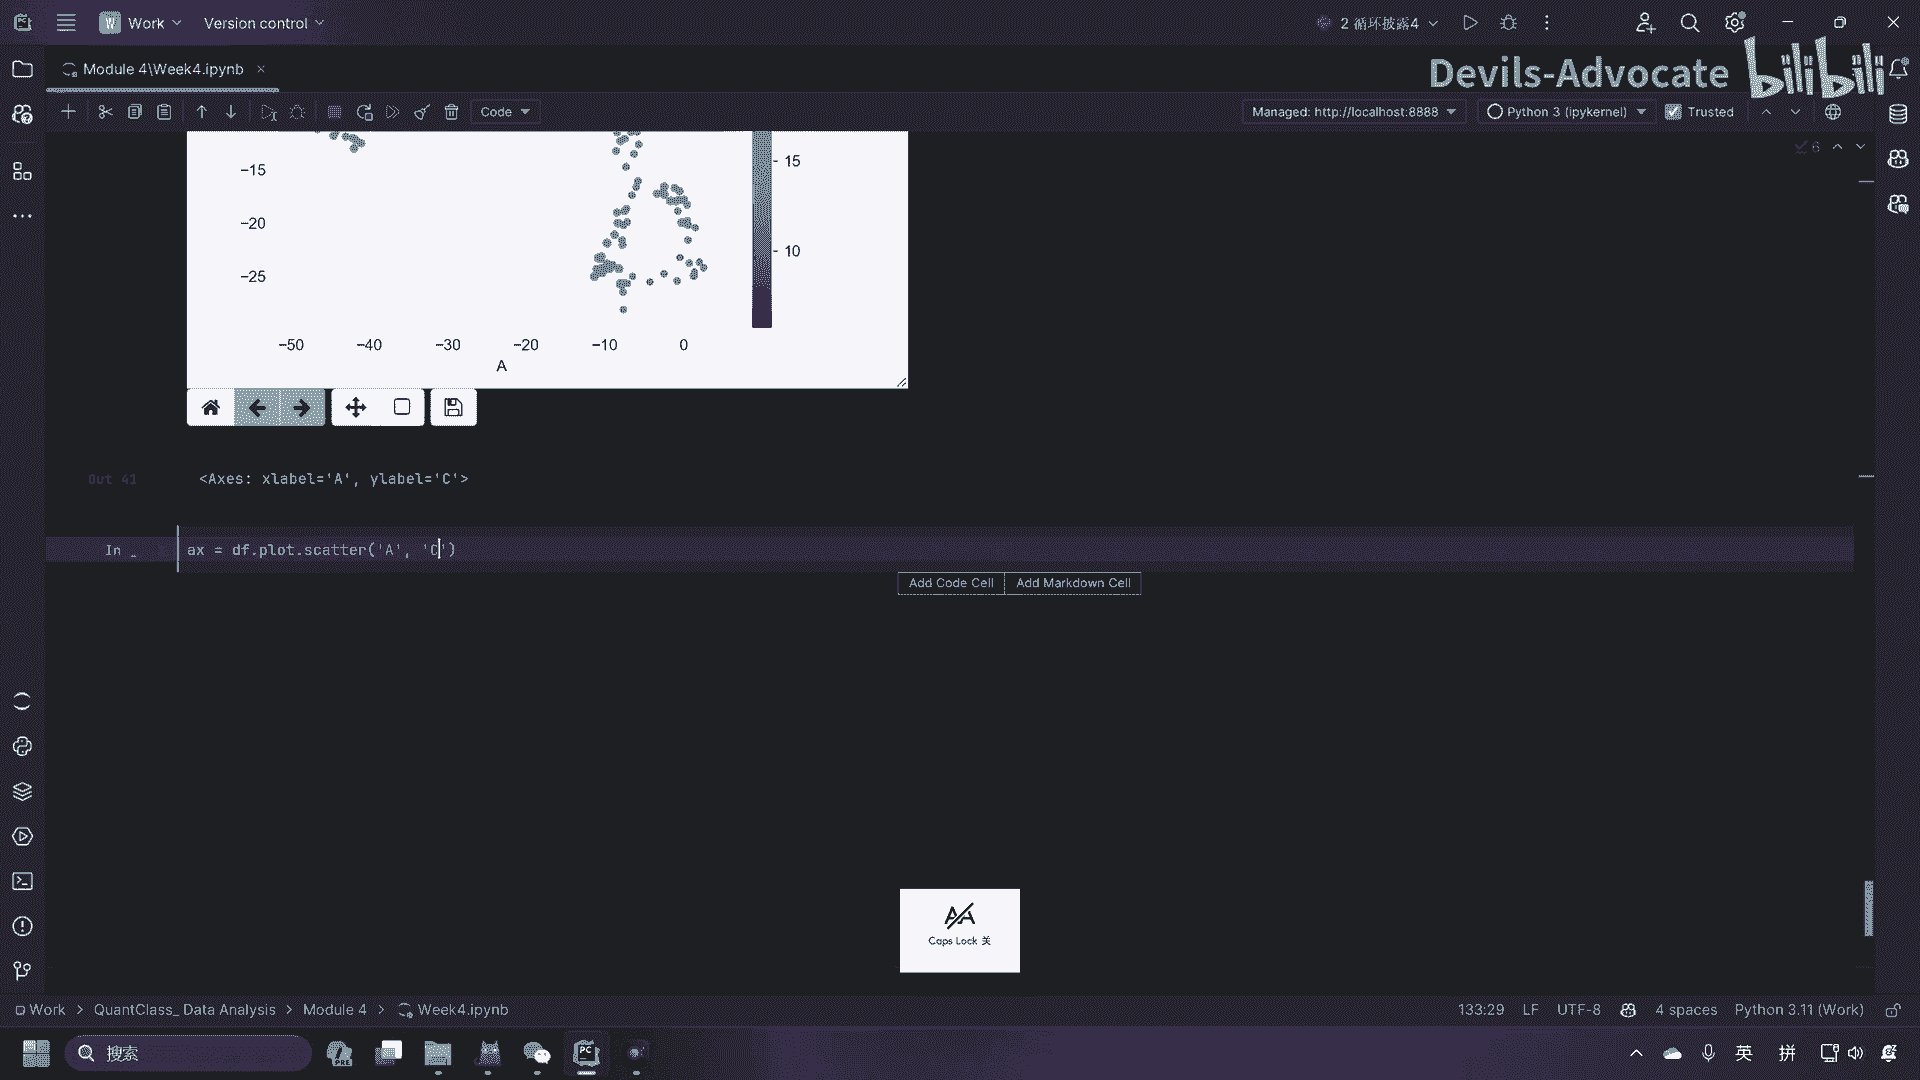 Work
Version control
2 循环披露4
Devils-Advocate
bilibili
Module 4\Week4.ipynb
Code
Managed: http://localhost:8888
Python 3 (ipykernel)
Trusted
6
−15
−20
−25
15
10
−50 −40 −30 −20 −10 0
A
Out 41
<Axes: xlabel='A', ylabel='C'>
In _
ax = df.plot.scatter('A', 'C')
Add Code Cell
Add Markdown Cell
Caps Lock 关
Work > QuantClass_ Data Analysis > Module 4 > Week4.ipynb
133:29 LF UTF-8 4 spaces Python 3.11 (Work)
搜索
PRE
PC
英
拼